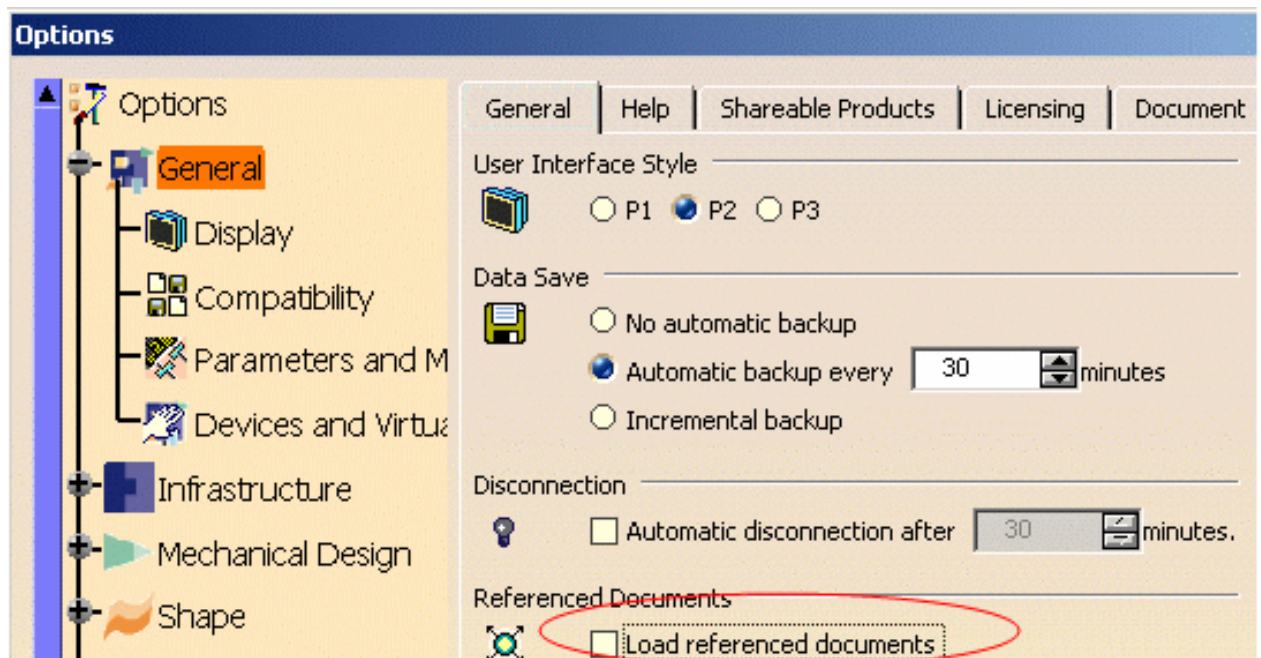 Options
Options
General
Display
Compatibility
Parameters and M
Devices and Virtua
Infrastructure
Mechanical Design
Shape
General Help Shareable Products Licensing Document
User Interface Style
P1 P2 P3
Data Save
No automatic backup
Automatic backup every 30 minutes
Incremental backup
Disconnection
Automatic disconnection after 30 minutes.
Referenced Documents
Load referenced documents